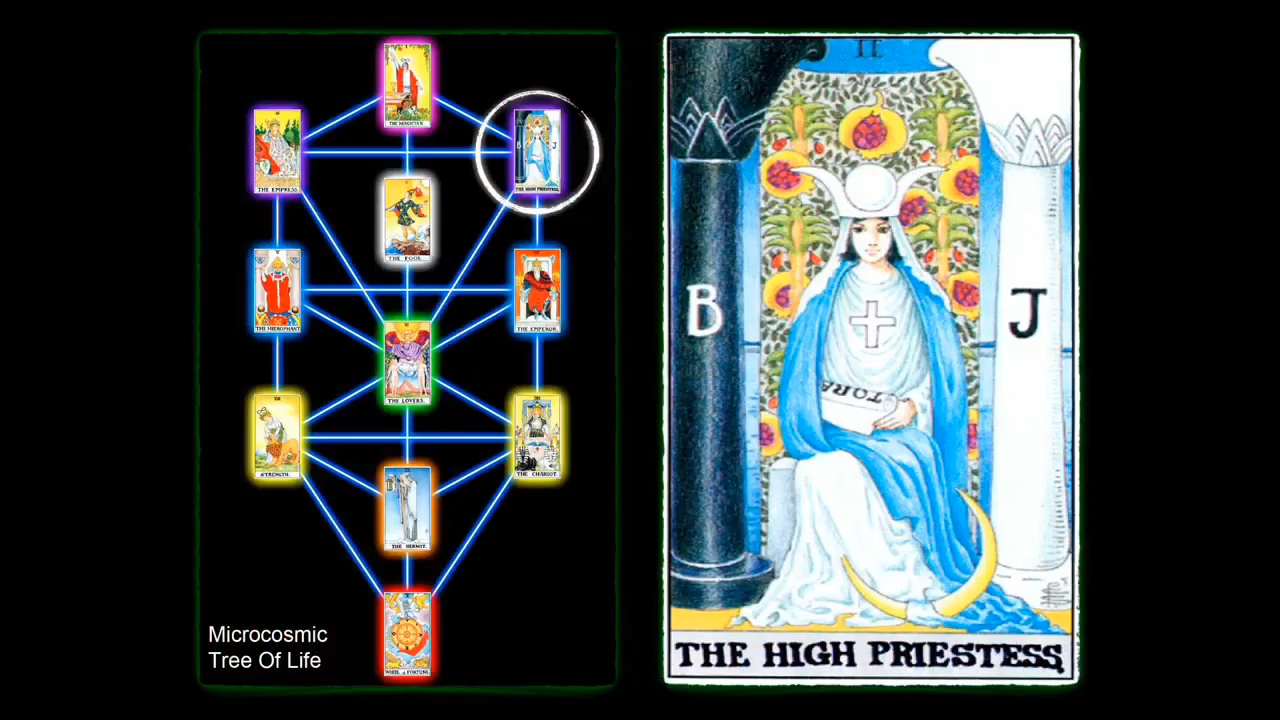 THE MAGICIAN.
THE EMPRESS.
B J
THE HIGH PRIESTESS
THE FOOL.
THE HIEROPHANT
THE EMPEROR.
THE LOVERS.
STRENGTH.
THE CHARIOT.
THE HERMIT.
WHEEL of FORTUNE.
Microcosmic
Tree Of Life
II
B
J
TORA
THE HIGH PRIESTESS